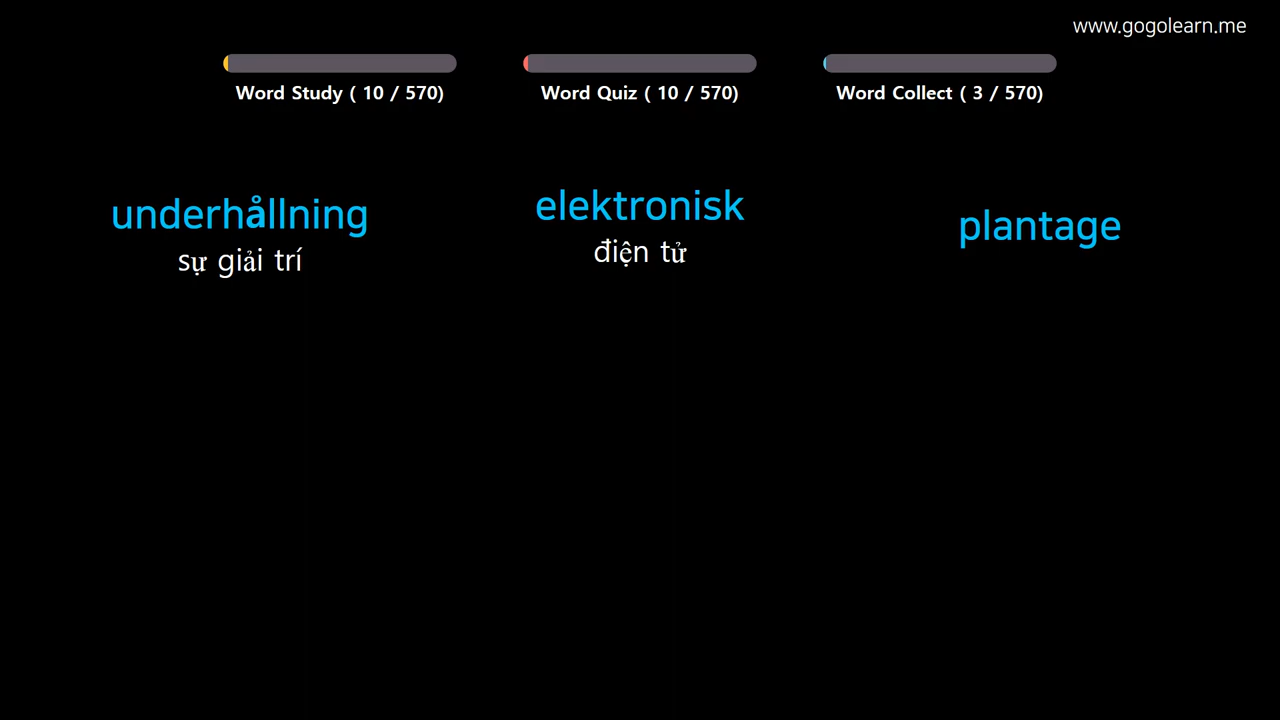 www.gogolearn.me
Word Study ( 10 / 570)
Word Quiz ( 10 / 570)
Word Collect ( 3 / 570)
underhållning
sự giải trí
elektronisk
điện tử
plantage